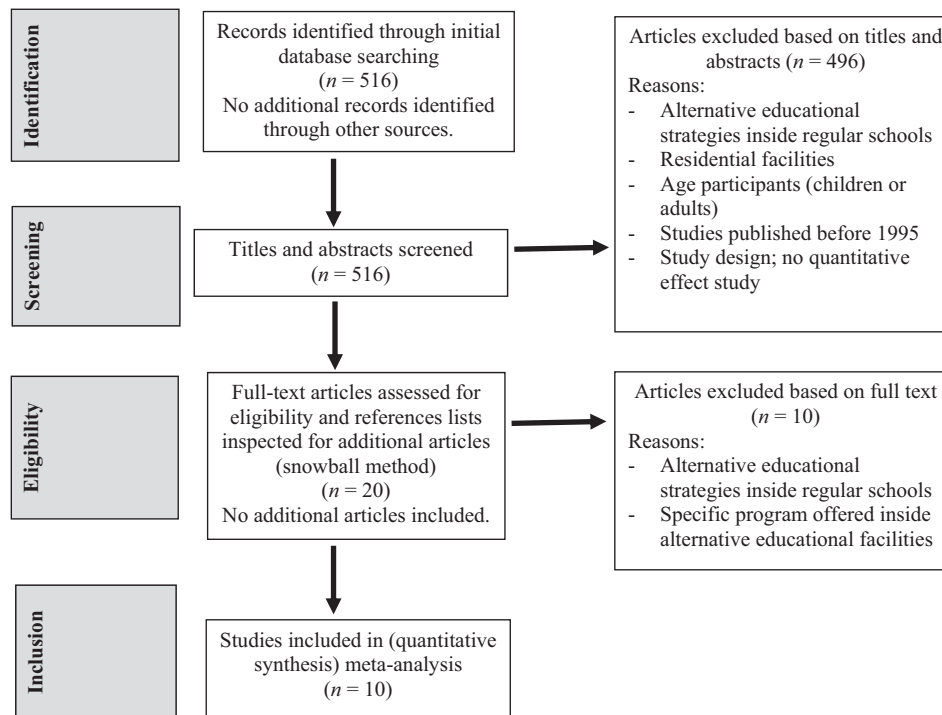 Identification
Records identified through initial
database searching
(n = 516)
No additional records identified
through other sources.
Articles excluded based on titles and
abstracts (n = 496)
Reasons:
- Alternative educational
strategies inside regular schools
- Residential facilities
- Age participants (children or
adults)
- Studies published before 1995
- Study design; no quantitative
effect study
Screening
Titles and abstracts screened
(n = 516)
Eligibility
Full-text articles assessed for
eligibility and references lists
inspected for additional articles
(snowball method)
(n = 20)
No additional articles included.
Articles excluded based on full text
(n = 10)
Reasons:
- Alternative educational
strategies inside regular schools
- Specific program offered inside
alternative educational facilities
Inclusion
Studies included in (quantitative
synthesis) meta-analysis
(n = 10)